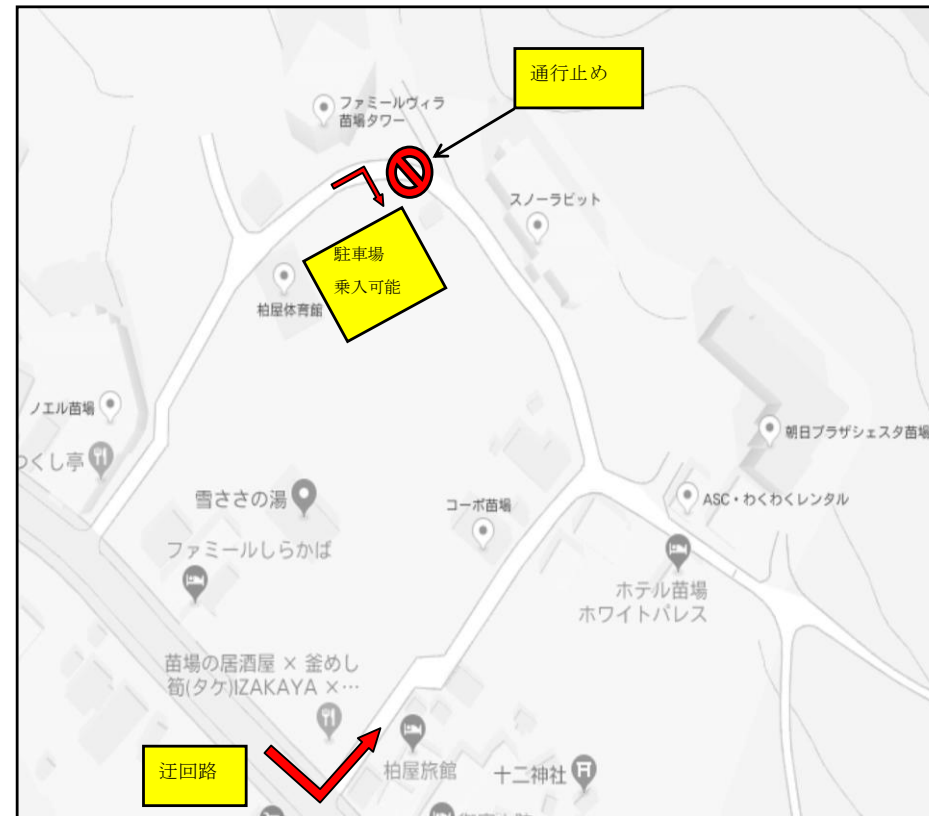 通行止め
ファミールヴィラ
苗場タワー
スノーラビット
駐車場
乗入可能
柏屋体育館
ノエル苗場
つくし亭
朝日プラザシェスタ苗場
雪ささの湯
コーポ苗場
ASC・わくわくレンタル
ファミールしらかば
ホテル苗場
ホワイトパレス
苗場の居酒屋 × 釜めし
筍(タケ)IZAKAYA ×…
迂回路
柏屋旅館
十二神社